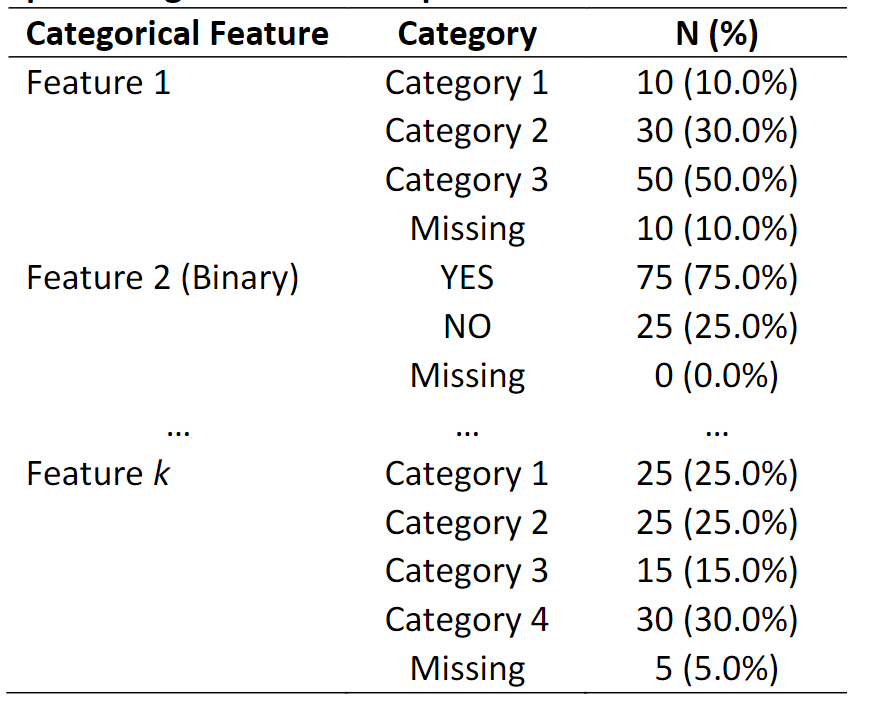 Categorical Feature Category N (%)
Feature 1 Category 1 10 (10.0%)
Category 2 30 (30.0%)
Category 3 50 (50.0%)
Missing 10 (10.0%)
Feature 2 (Binary) YES 75 (75.0%)
NO 25 (25.0%)
Missing 0 (0.0%)
... ... ...
Feature k Category 1 25 (25.0%)
Category 2 25 (25.0%)
Category 3 15 (15.0%)
Category 4 30 (30.0%)
Missing 5 (5.0%)